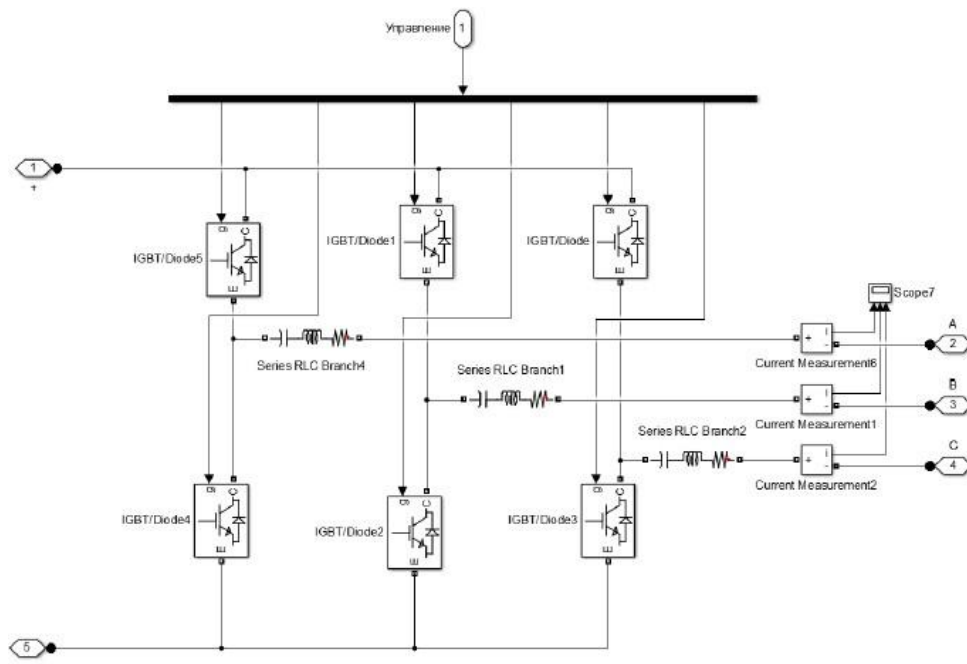 Управление
1
1
+
g
C
E
IGBT/Diode5
g
C
E
IGBT/Diode1
g
C
E
IGBT/Diode
Scope7
Series RLC Branch4
+
i
-
Current Measurement6
A
2
Series RLC Branch1
+
i
-
Current Measurement1
B
3
Series RLC Branch2
+
i
-
Current Measurement2
C
4
g
C
E
IGBT/Diode4
g
C
E
IGBT/Diode2
g
C
E
IGBT/Diode3
5